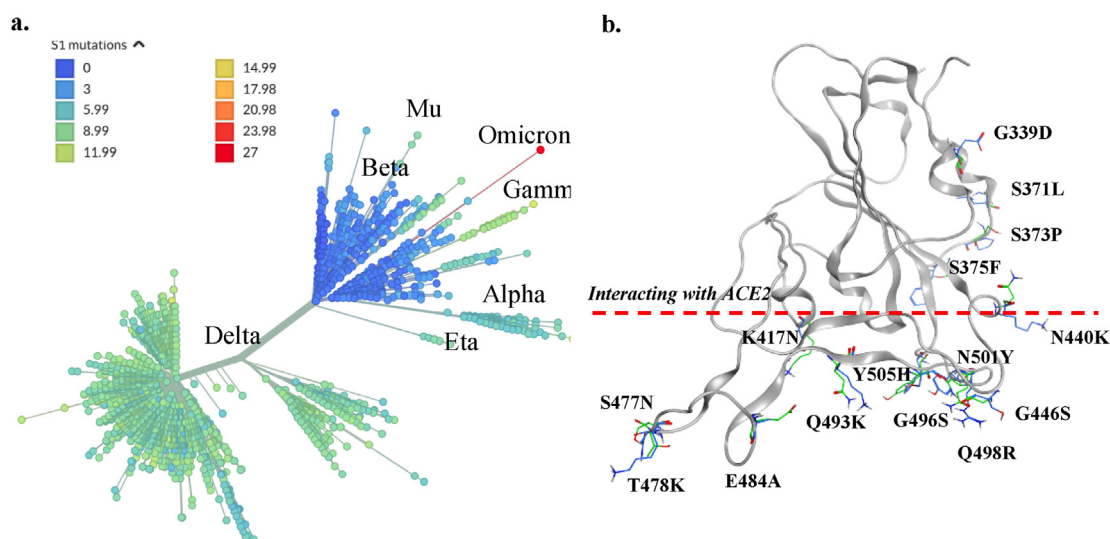 a.
S1 mutations
0
3
5.99
8.99
11.99
14.99
17.98
20.98
23.98
27
Mu
Omicron
Beta
Gamm
Alpha
Delta
Eta
b.
G339D
S371L
S373P
S375F
Interacting with ACE2
N440K
K417N
N501Y
Y505H
S477N
Q493K
G496S
G446S
Q498R
E484A
T478K